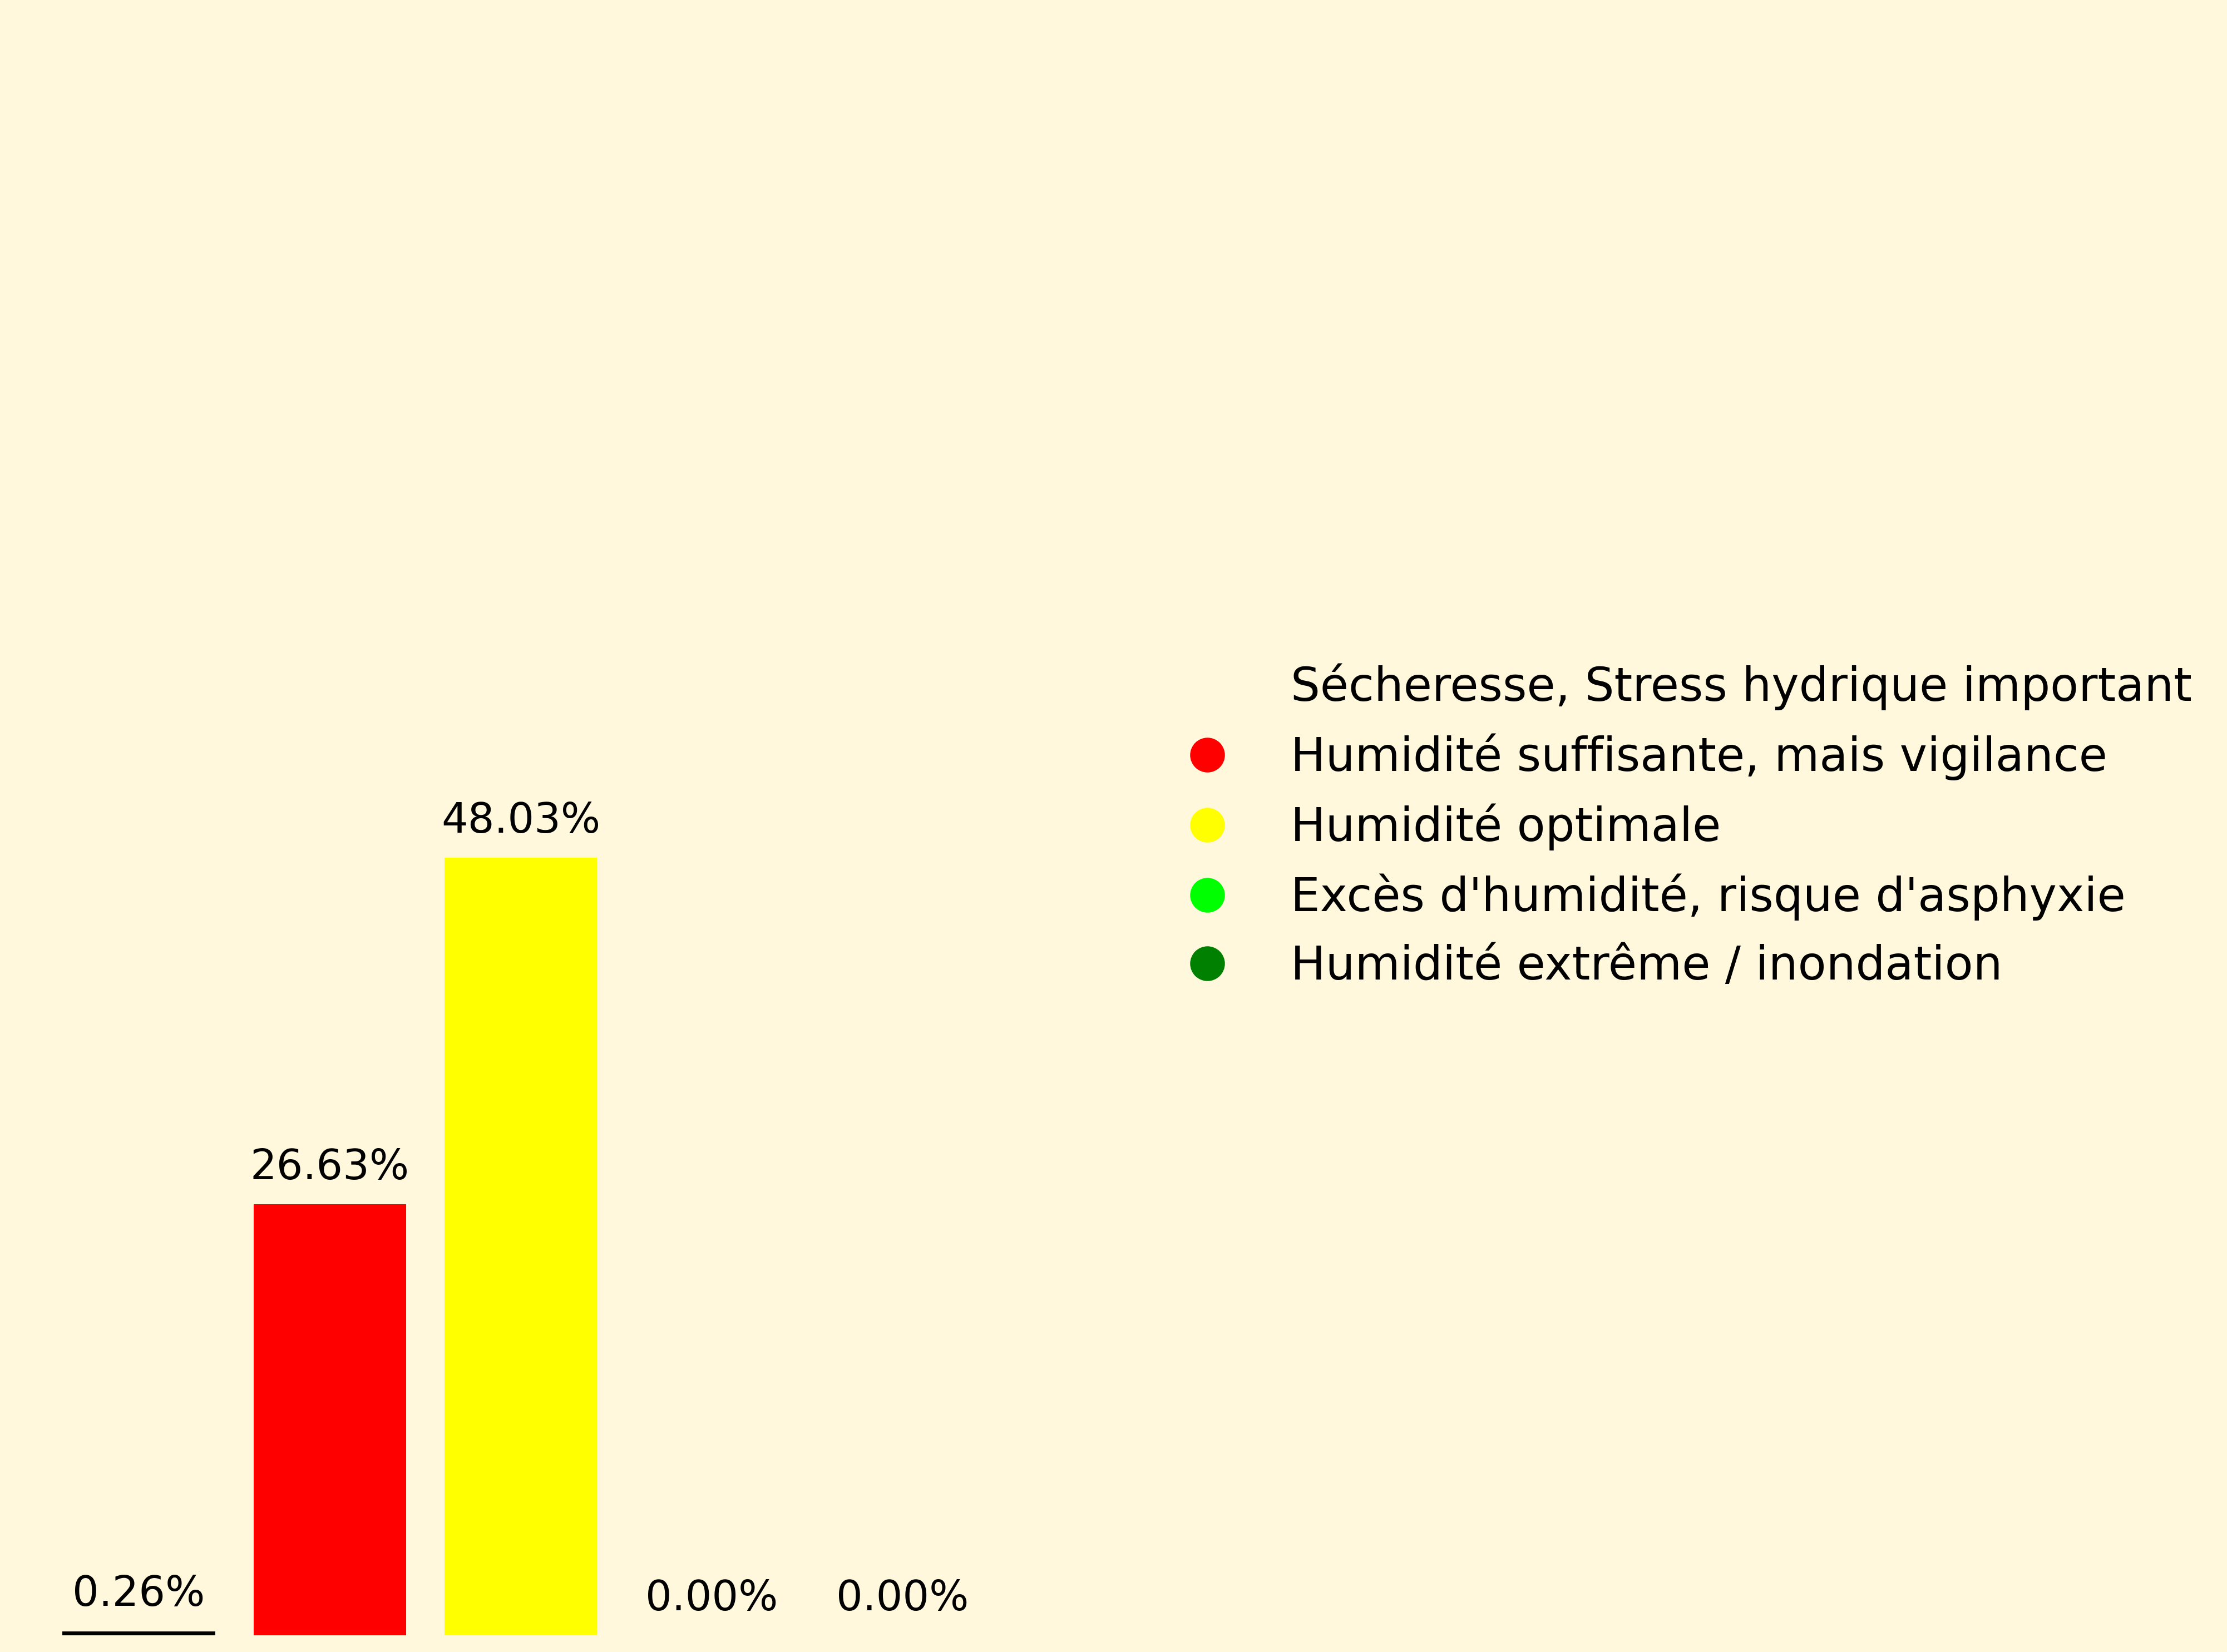 Sécheresse, Stress hydrique important
Humidité suffisante, mais vigilance
Humidité optimale
Excès d'humidité, risque d'asphyxie
Humidité extrême / inondation
48.03%
26.63%
0.26%
0.00%
0.00%